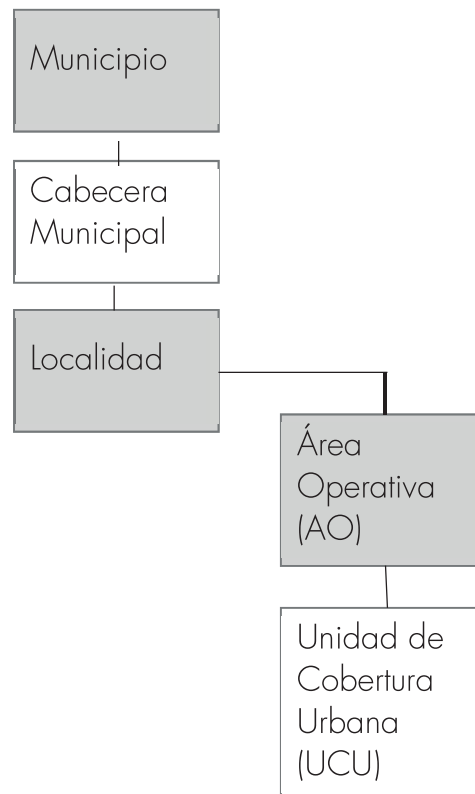 Municipio
Cabecera
Municipal
Localidad
Área
Operativa
(AO)
Unidad de
Cobertura
Urbana
(UCU)